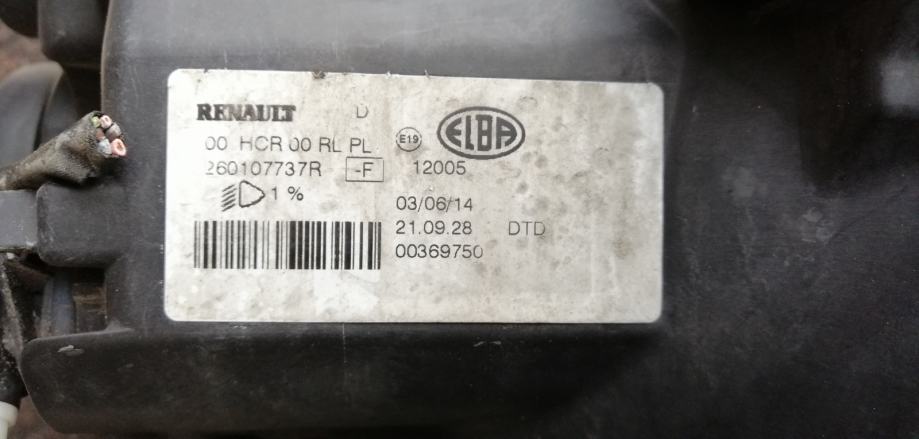 RENAULT D
00 HCR 00 RL PL E19 ELBA
260107737R -F 12005
1 %
03/06/14
21.09.28 DTD
00369750